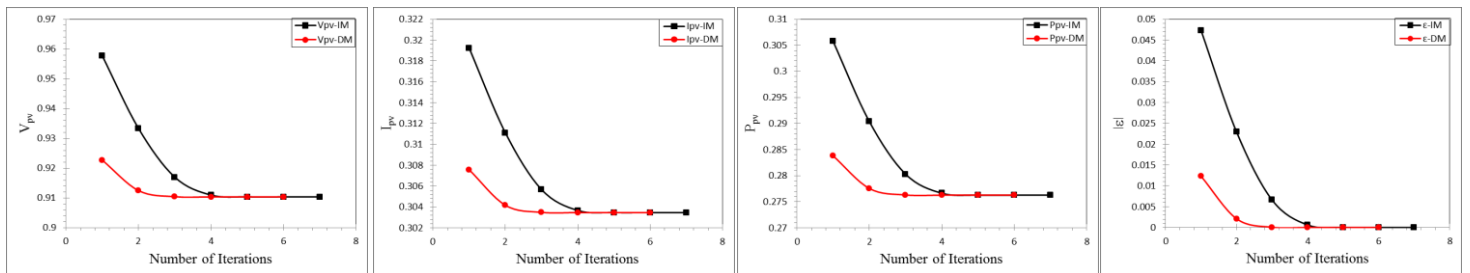 0.97
0.96
0.95
0.94
0.93
0.92
0.91
0.9
0 2 4 6 8
V_pv
Number of Iterations
Vpv-IM
Vpv-DM
0.322
0.32
0.318
0.316
0.314
0.312
0.31
0.308
0.306
0.304
0.302
0 2 4 6 8
I_pv
Number of Iterations
Ipv-IM
Ipv-DM
0.31
0.305
0.3
0.295
0.29
0.285
0.28
0.275
0.27
0 2 4 6 8
P_pv
Number of Iterations
Ppv-IM
Ppv-DM
0.05
0.045
0.04
0.035
0.03
0.025
0.02
0.015
0.01
0.005
0
0 2 4 6 8
|ε|
Number of Iterations
ε-IM
ε-DM